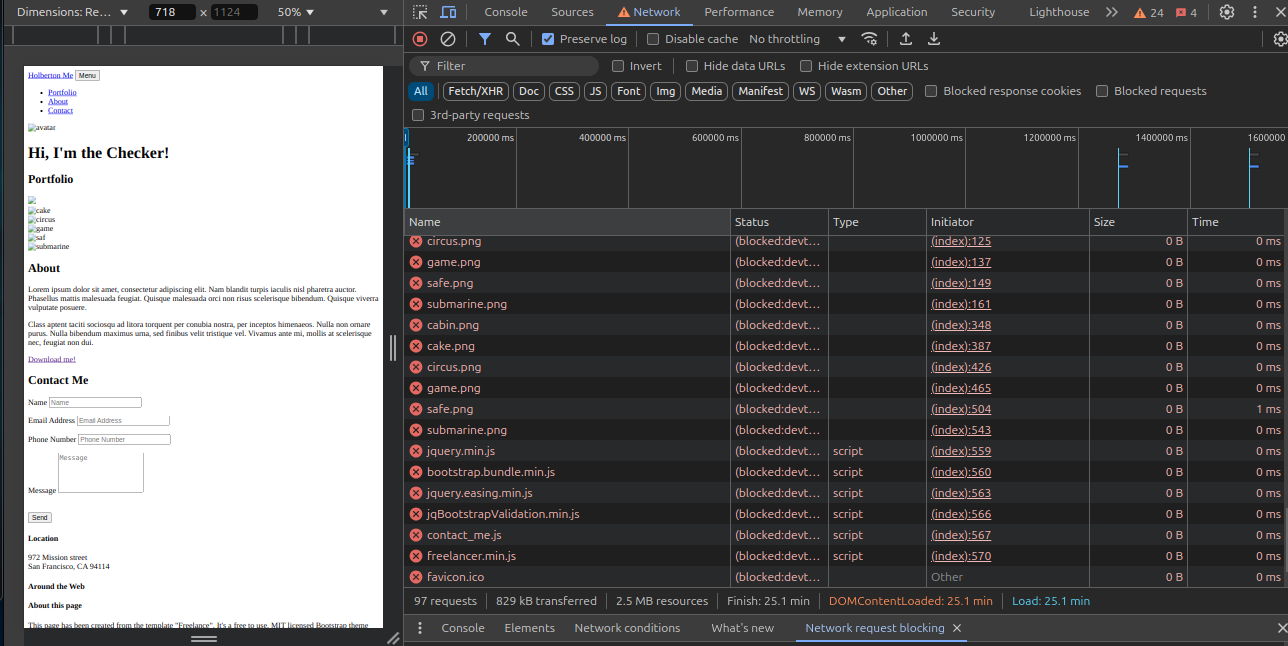 Dimensions: Re... ▼ 718 × 1124 50% ▼
Console Sources Network Performance Memory Application Security Lighthouse 24 4
Preserve log Disable cache No throttling
Filter Invert Hide data URLs Hide extension URLs
All Fetch/XHR Doc CSS JS Font Img Media Manifest WS Wasm Other Blocked response cookies Blocked requests
3rd-party requests
200000 ms 400000 ms 600000 ms 800000 ms 1000000 ms 1200000 ms 1400000 ms 1600000
Name Status Type Initiator Size Time
circus.png (blocked:devt... (index):125 0 B 0 ms
game.png (blocked:devt... (index):137 0 B 0 ms
safe.png (blocked:devt... (index):149 0 B 0 ms
submarine.png (blocked:devt... (index):161 0 B 0 ms
cabin.png (blocked:devt... (index):348 0 B 0 ms
cake.png (blocked:devt... (index):387 0 B 0 ms
circus.png (blocked:devt... (index):426 0 B 0 ms
game.png (blocked:devt... (index):465 0 B 0 ms
safe.png (blocked:devt... (index):504 0 B 1 ms
submarine.png (blocked:devt... (index):543 0 B 0 ms
jquery.min.js (blocked:devt... script (index):559 0 B 0 ms
bootstrap.bundle.min.js (blocked:devt... script (index):560 0 B 0 ms
jquery.easing.min.js (blocked:devt... script (index):563 0 B 0 ms
jqBootstrapValidation.min.js (blocked:devt... script (index):566 0 B 0 ms
contact_me.js (blocked:devt... script (index):567 0 B 0 ms
freelancer.min.js (blocked:devt... script (index):570 0 B 0 ms
favicon.ico (blocked:devt... Other 0 B 0 ms
97 requests 829 kB transferred 2.5 MB resources Finish: 25.1 min DOMContentLoaded: 25.1 min Load: 25.1 min
Console Elements Network conditions What's new Network request blocking
Holberton Me Menu
Portfolio
About
Contact
avatar
Hi, I'm the Checker!
Portfolio
cake
circus
game
saf
submarine
About
Lorem ipsum dolor sit amet, consectetur adipiscing elit. Nam blandit turpis iaculis nisl pharetra auctor.
Phasellus mattis malesuada feugiat. Quisque malesuada orci non risus scelerisque bibendum. Quisque viverra
vulputate posuere.
Class aptent taciti sociosqu ad litora torquent per conubia nostra, per inceptos himenaeos. Nulla non ornare
purus. Nulla bibendum maximus urna, sed finibus velit tristique vel. Vivamus ante mi, mollis at scelerisque
nec, feugiat non dui.
Download me!
Contact Me
Name Name
Email Address Email Address
Phone Number Phone Number
Message Message
Send
Location
972 Mission street
San Francisco, CA 94114
Around the Web
About this page
This page has been created from the template "Freelance". It's a free to use, MIT licensed Bootstrap theme